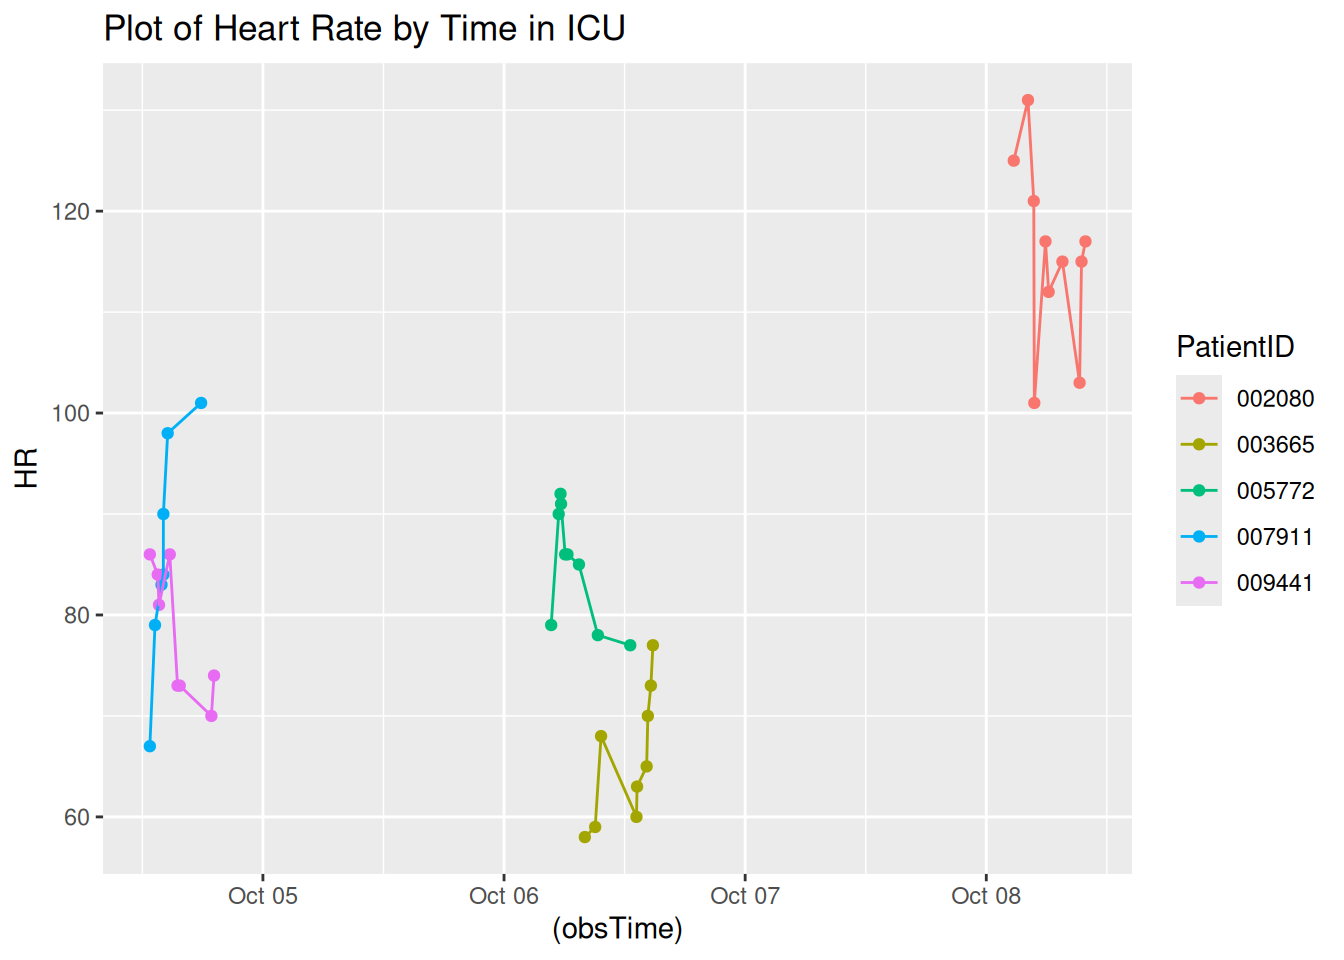 Plot of Heart Rate by Time in ICU
HR
120
100
80
60
Oct 05
Oct 06
Oct 07
Oct 08
(obsTime)
PatientID
002080
003665
005772
007911
009441